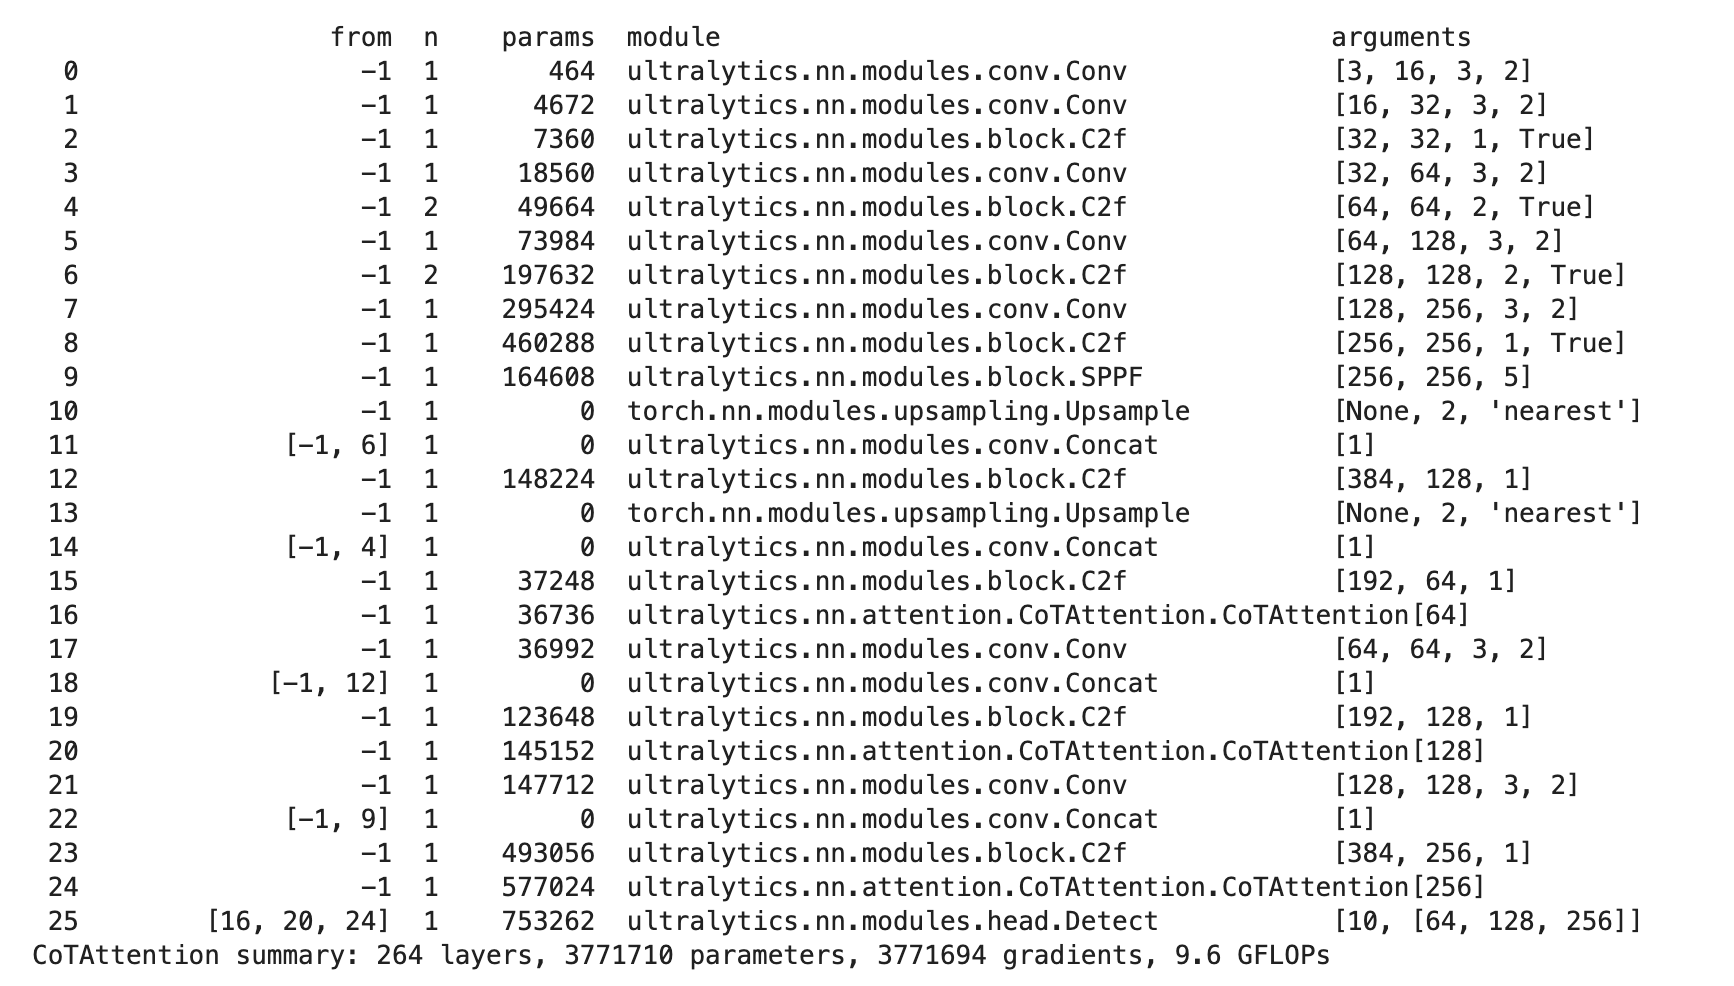 from  n    params  module                                       arguments
  0                  -1  1       464  ultralytics.nn.modules.conv.Conv             [3, 16, 3, 2]
  1                  -1  1      4672  ultralytics.nn.modules.conv.Conv             [16, 32, 3, 2]
  2                  -1  1      7360  ultralytics.nn.modules.block.C2f             [32, 32, 1, True]
  3                  -1  1     18560  ultralytics.nn.modules.conv.Conv             [32, 64, 3, 2]
  4                  -1  2     49664  ultralytics.nn.modules.block.C2f             [64, 64, 2, True]
  5                  -1  1     73984  ultralytics.nn.modules.conv.Conv             [64, 128, 3, 2]
  6                  -1  2    197632  ultralytics.nn.modules.block.C2f             [128, 128, 2, True]
  7                  -1  1    295424  ultralytics.nn.modules.conv.Conv             [128, 256, 3, 2]
  8                  -1  1    460288  ultralytics.nn.modules.block.C2f             [256, 256, 1, True]
  9                  -1  1    164608  ultralytics.nn.modules.block.SPPF            [256, 256, 5]
 10                  -1  1         0  torch.nn.modules.upsampling.Upsample         [None, 2, 'nearest']
 11             [-1, 6]  1         0  ultralytics.nn.modules.conv.Concat           [1]
 12                  -1  1    148224  ultralytics.nn.modules.block.C2f             [384, 128, 1]
 13                  -1  1         0  torch.nn.modules.upsampling.Upsample         [None, 2, 'nearest']
 14             [-1, 4]  1         0  ultralytics.nn.modules.conv.Concat           [1]
 15                  -1  1     37248  ultralytics.nn.modules.block.C2f             [192, 64, 1]
 16                  -1  1     36736  ultralytics.nn.attention.CoTAttention.CoTAttention[64]
 17                  -1  1     36992  ultralytics.nn.modules.conv.Conv             [64, 64, 3, 2]
 18            [-1, 12]  1         0  ultralytics.nn.modules.conv.Concat           [1]
 19                  -1  1    123648  ultralytics.nn.modules.block.C2f             [192, 128, 1]
 20                  -1  1    145152  ultralytics.nn.attention.CoTAttention.CoTAttention[128]
 21                  -1  1    147712  ultralytics.nn.modules.conv.Conv             [128, 128, 3, 2]
 22             [-1, 9]  1         0  ultralytics.nn.modules.conv.Concat           [1]
 23                  -1  1    493056  ultralytics.nn.modules.block.C2f             [384, 256, 1]
 24                  -1  1    577024  ultralytics.nn.attention.CoTAttention.CoTAttention[256]
 25        [16, 20, 24]  1    753262  ultralytics.nn.modules.head.Detect           [10, [64, 128, 256]]
CoTAttention summary: 264 layers, 3771710 parameters, 3771694 gradients, 9.6 GFLOPs